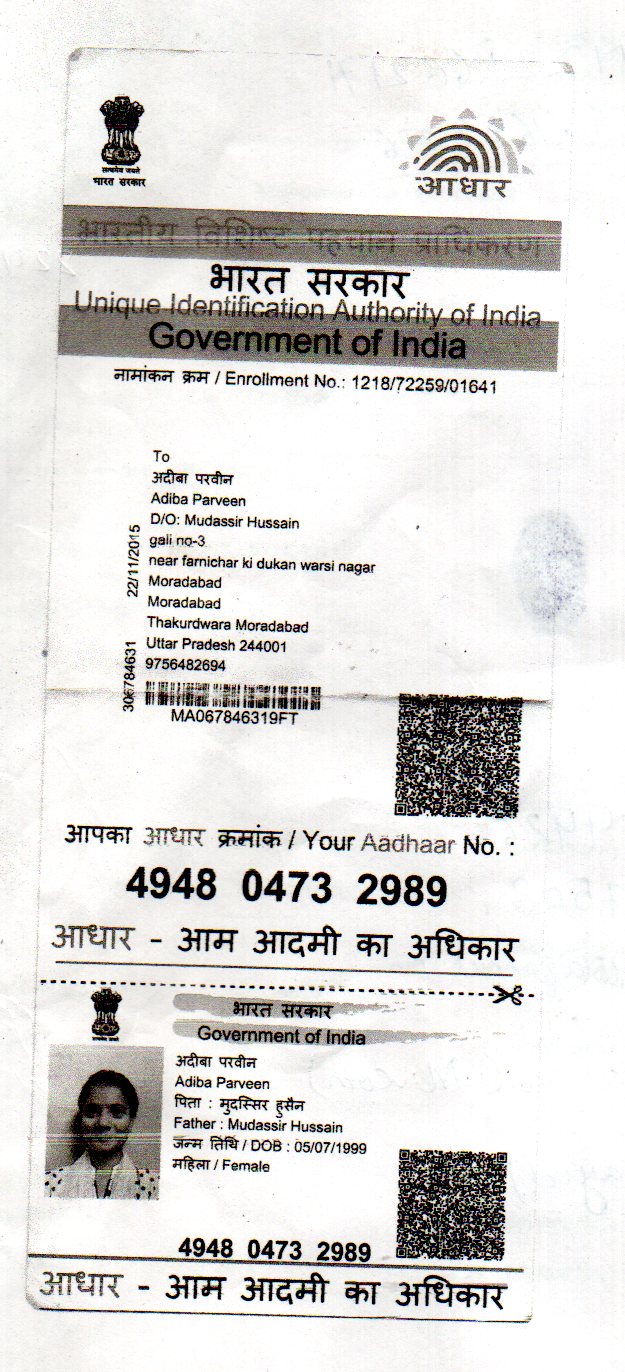 सत्यमेव जयते
भारत सरकार
आधार
भारतीय विशिष्ट पहचान प्राधिकरण
भारत सरकार
Unique Identification Authority of India
Government of India
नामांकन क्रम / Enrollment No.: 1218/72259/01641
To
अदीबा परवीन
Adiba Parveen
D/O: Mudassir Hussain
gali no-3
near farnichar ki dukan warsi nagar
Moradabad
Moradabad
Thakurdwara Moradabad
Uttar Pradesh 244001
9756482694
22/11/2015
306784631
MA067846319FT
आपका आधार क्रमांक / Your Aadhaar No. :
4948 0473 2989
आधार - आम आदमी का अधिकार
भारत सरकार
Government of India
अदीबा परवीन
Adiba Parveen
पिता : मुदस्सिर हुसैन
Father : Mudassir Hussain
जन्म तिथि / DOB : 05/07/1999
महिला / Female
4948 0473 2989
आधार - आम आदमी का अधिकार